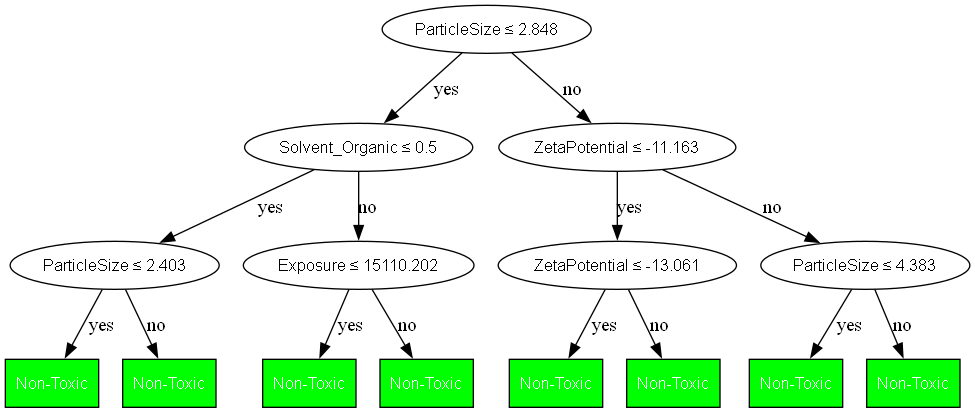 ParticleSize ≤ 2.848
yes
no
Solvent_Organic ≤ 0.5
ZetaPotential ≤ -11.163
yes
no
yes
no
ParticleSize ≤ 2.403
Exposure ≤ 15110.202
ZetaPotential ≤ -13.061
ParticleSize ≤ 4.383
yes
no
yes
no
yes
no
yes
no
Non-Toxic
Non-Toxic
Non-Toxic
Non-Toxic
Non-Toxic
Non-Toxic
Non-Toxic
Non-Toxic